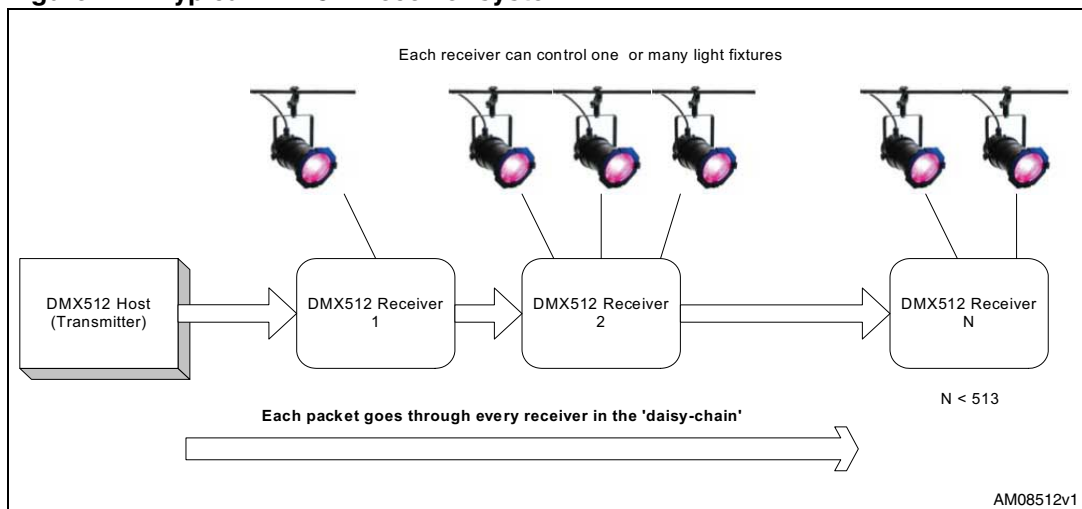 Each receiver can control one or many light fixtures
DMX512 Host
(Transmitter)
DMX512 Receiver
1
DMX512 Receiver
2
DMX512 Receiver
N
N < 513
Each packet goes through every receiver in the 'daisy-chain'
AM08512v1